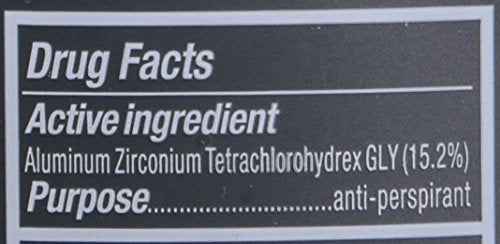 Drug Facts
Active ingredient
Aluminum Zirconium Tetrachlorohydrex GLY (15.2%)
Purpose......................anti-perspirant